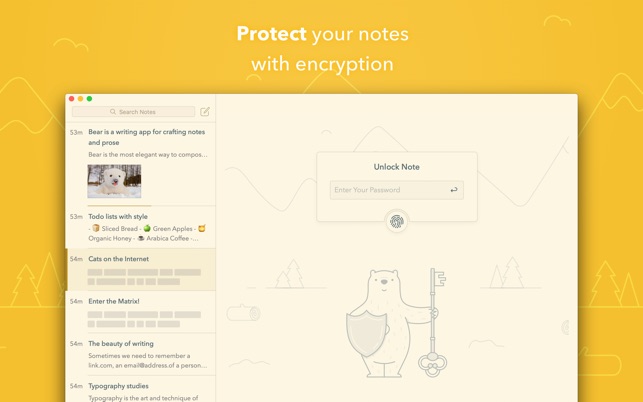 Protect your notes
with encryption
Search Notes
53m Bear is a writing app for crafting notes
and prose
Bear is the most elegant way to compos...
53m Todo lists with style
- 🍞 Sliced Bread - 🍏 Green Apples - 🍯
Organic Honey - ☕ Arabica Coffee -...
54m Cats on the Internet
54m Enter the Matrix!
54m The beauty of writing
Sometimes we need to remember a
link.com, an email@address.of a person...
54m Typography studies
Typography is the art and technique of
Unlock Note
Enter Your Password